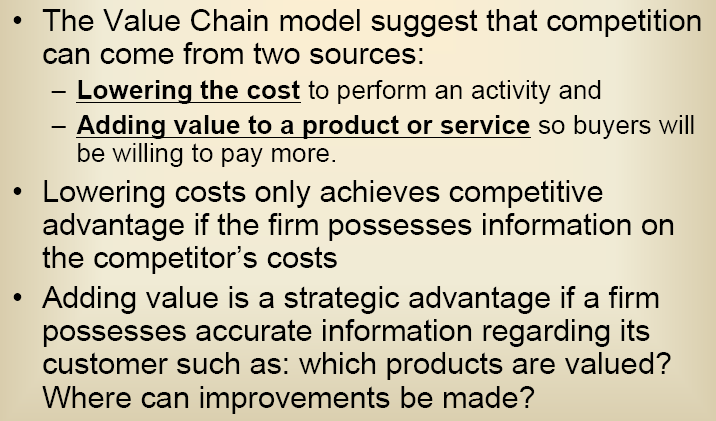 • The Value Chain model suggest that competition
can come from two sources:
– Lowering the cost to perform an activity and
– Adding value to a product or service so buyers will
be willing to pay more.
• Lowering costs only achieves competitive
advantage if the firm possesses information on
the competitor's costs
• Adding value is a strategic advantage if a firm
possesses accurate information regarding its
customer such as: which products are valued?
Where can improvements be made?